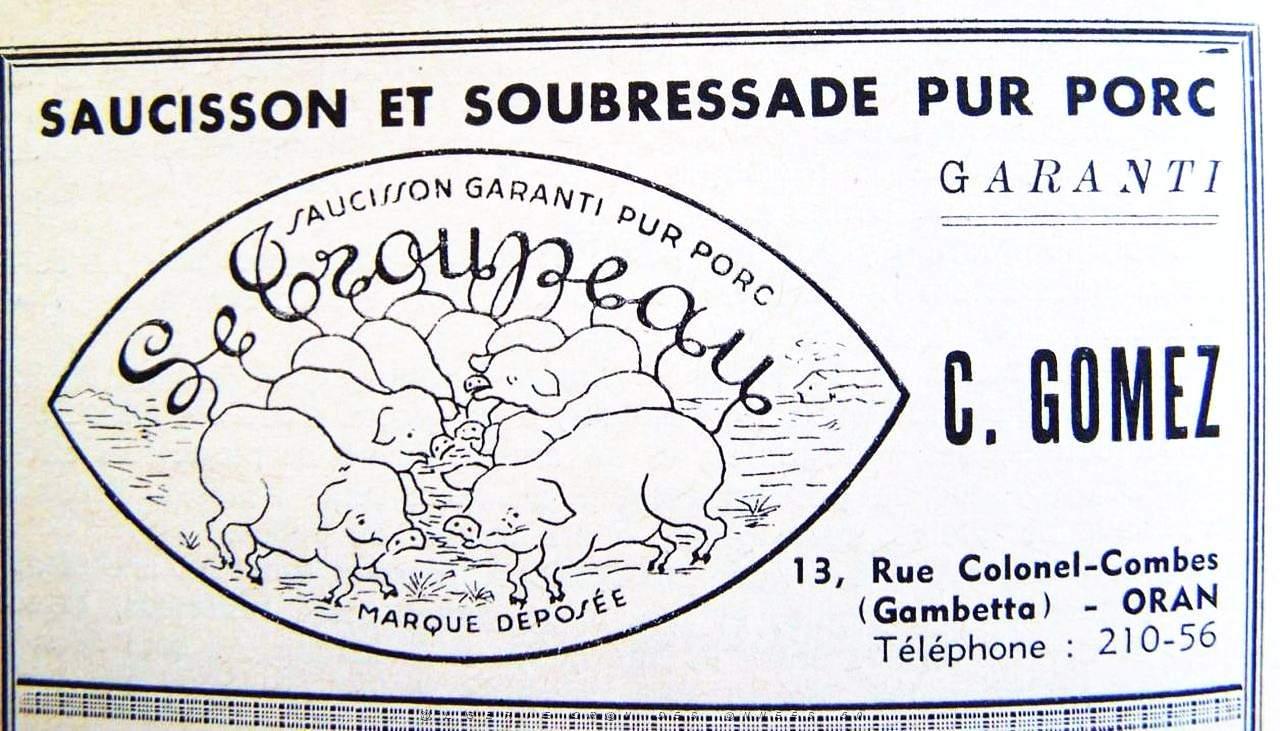 SAUCISSON ET SOUBRESSADE PUR PORC
GARANTI
SAUCISSON GARANTI PUR PORC
Le Troupeau
MARQUE DÉPOSÉE
C. GOMEZ
13, Rue Colonel-Combes
(Gambetta) - ORAN
Téléphone : 210-56